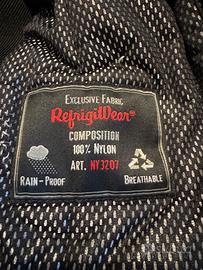 Exclusive Fabric
RefrigiWear®
COMPOSITION
100% NYLON
ART. NY3207
RAIN-PROOF
BREATHABLE